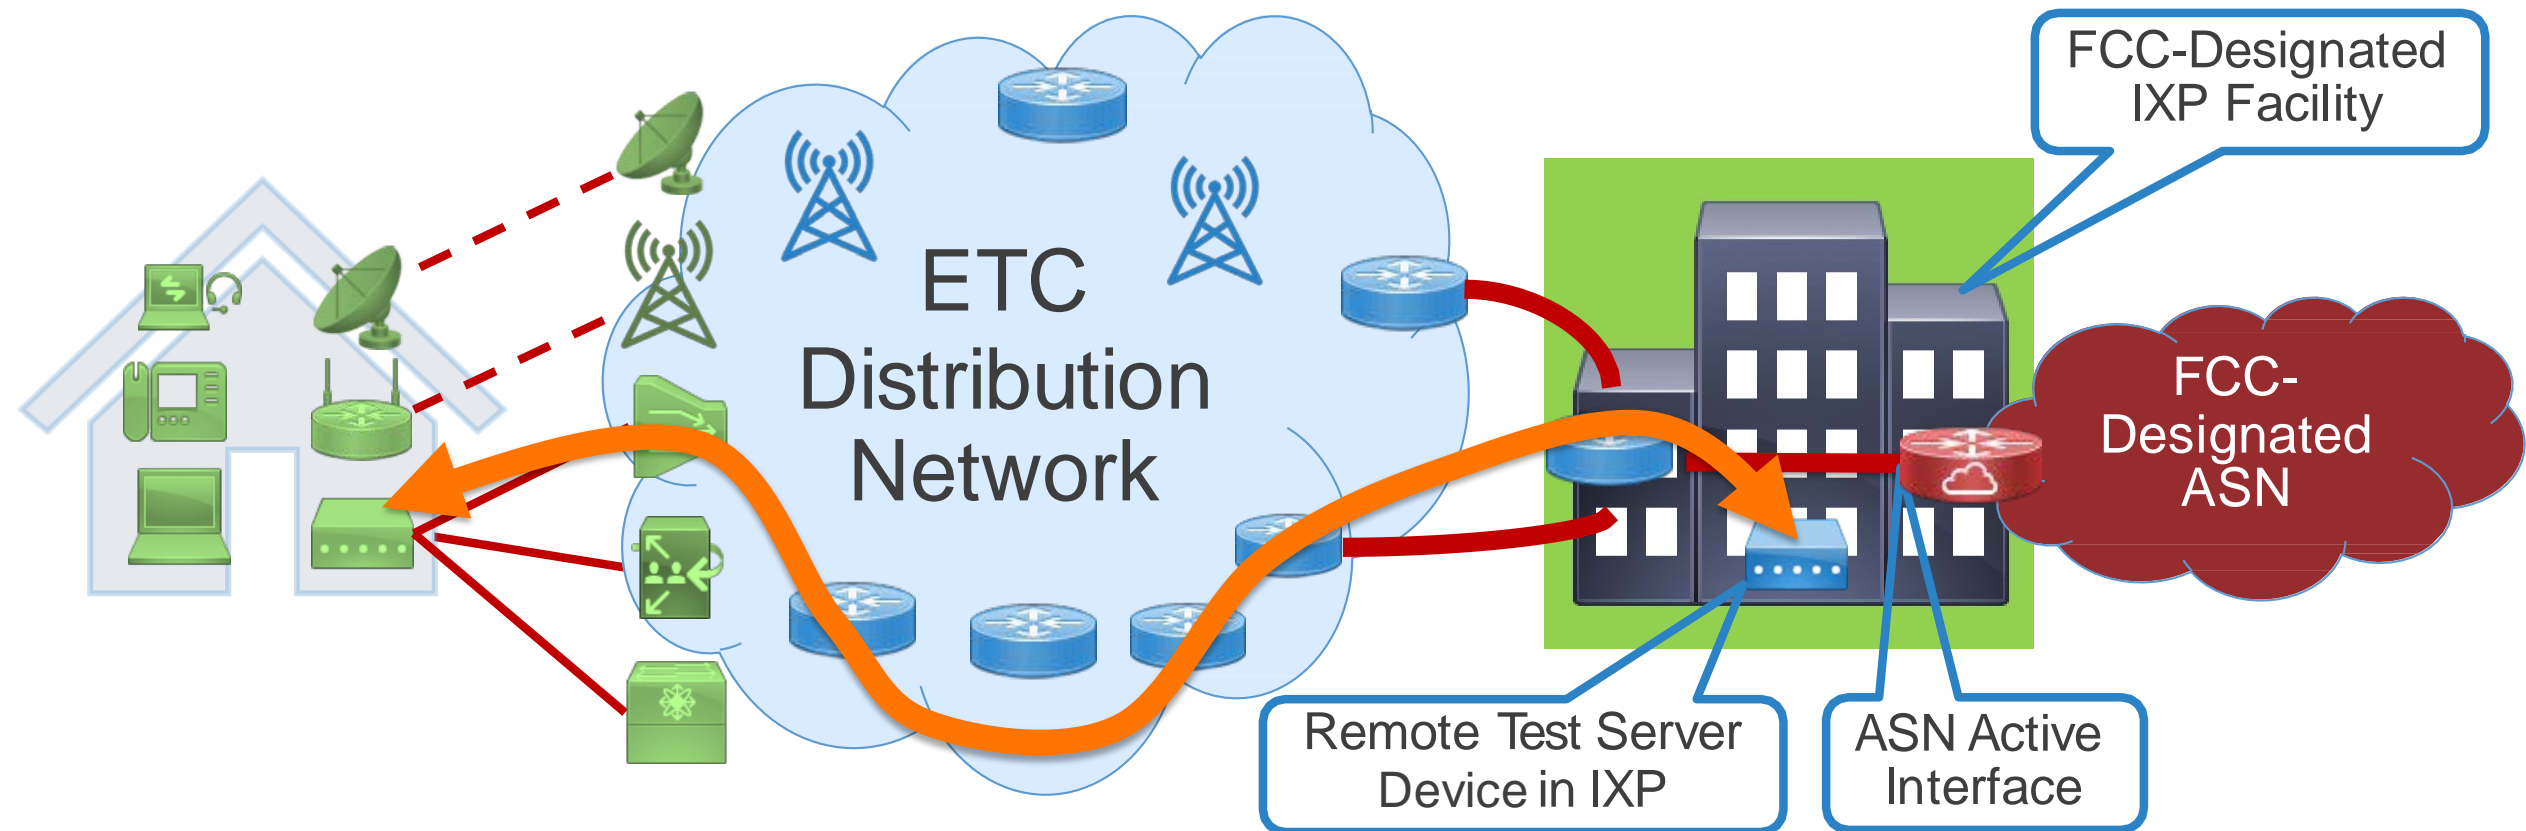 FCC-Designated
IXP Facility
ETC
Distribution
Network
FCC-
Designated
ASN
Remote Test Server
Device in IXP
ASN Active
Interface